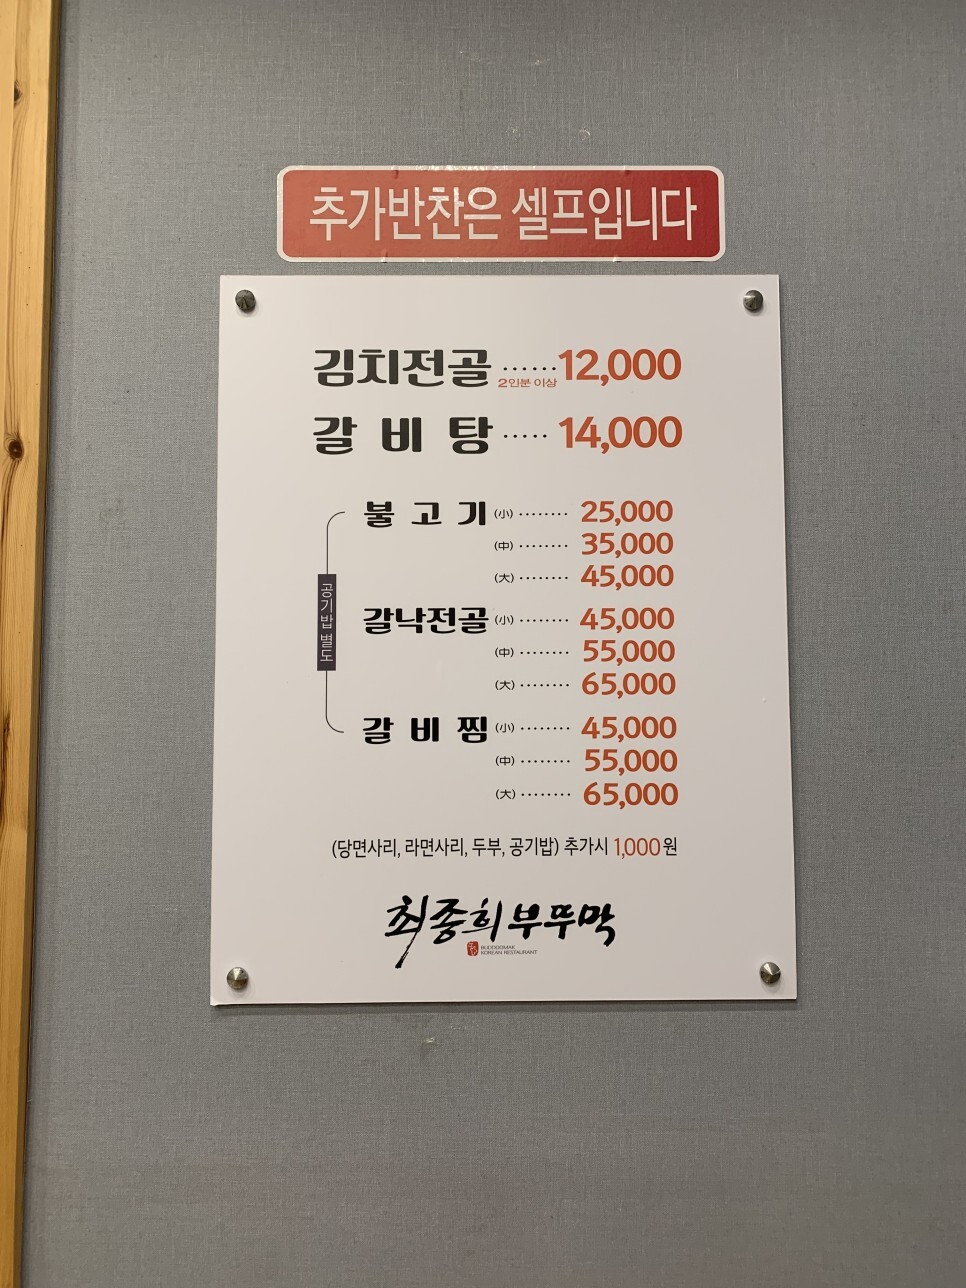 추가반찬은 셀프입니다
김치전골 ...... 12,000
2인분 이상
갈 비 탕 ..... 14,000
공기밥 별도
불 고 기 (小) ........ 25,000
(中) ........ 35,000
(大) ........ 45,000
갈낙전골 (小) ........ 45,000
(中) ........ 55,000
(大) ........ 65,000
갈 비 찜 (小) ........ 45,000
(中) ........ 55,000
(大) ........ 65,000
(당면사리, 라면사리, 두부, 공기밥) 추가시 1,000원
최종희부뚜막
BUDDOOMAK
KOREAN RESTAURANT